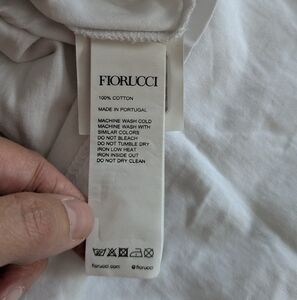 FIORUCCI
100% COTTON
MADE IN PORTUGAL
MACHINE WASH COLD
MACHINE WASH WITH
SIMILAR COLORS
DO NOT BLEACH
DO NOT TUMBLE DRY
IRON LOW HEAT
IRON INSIDE OUT
DO NOT DRY CLEAN
fiorucci.com @fiorucci